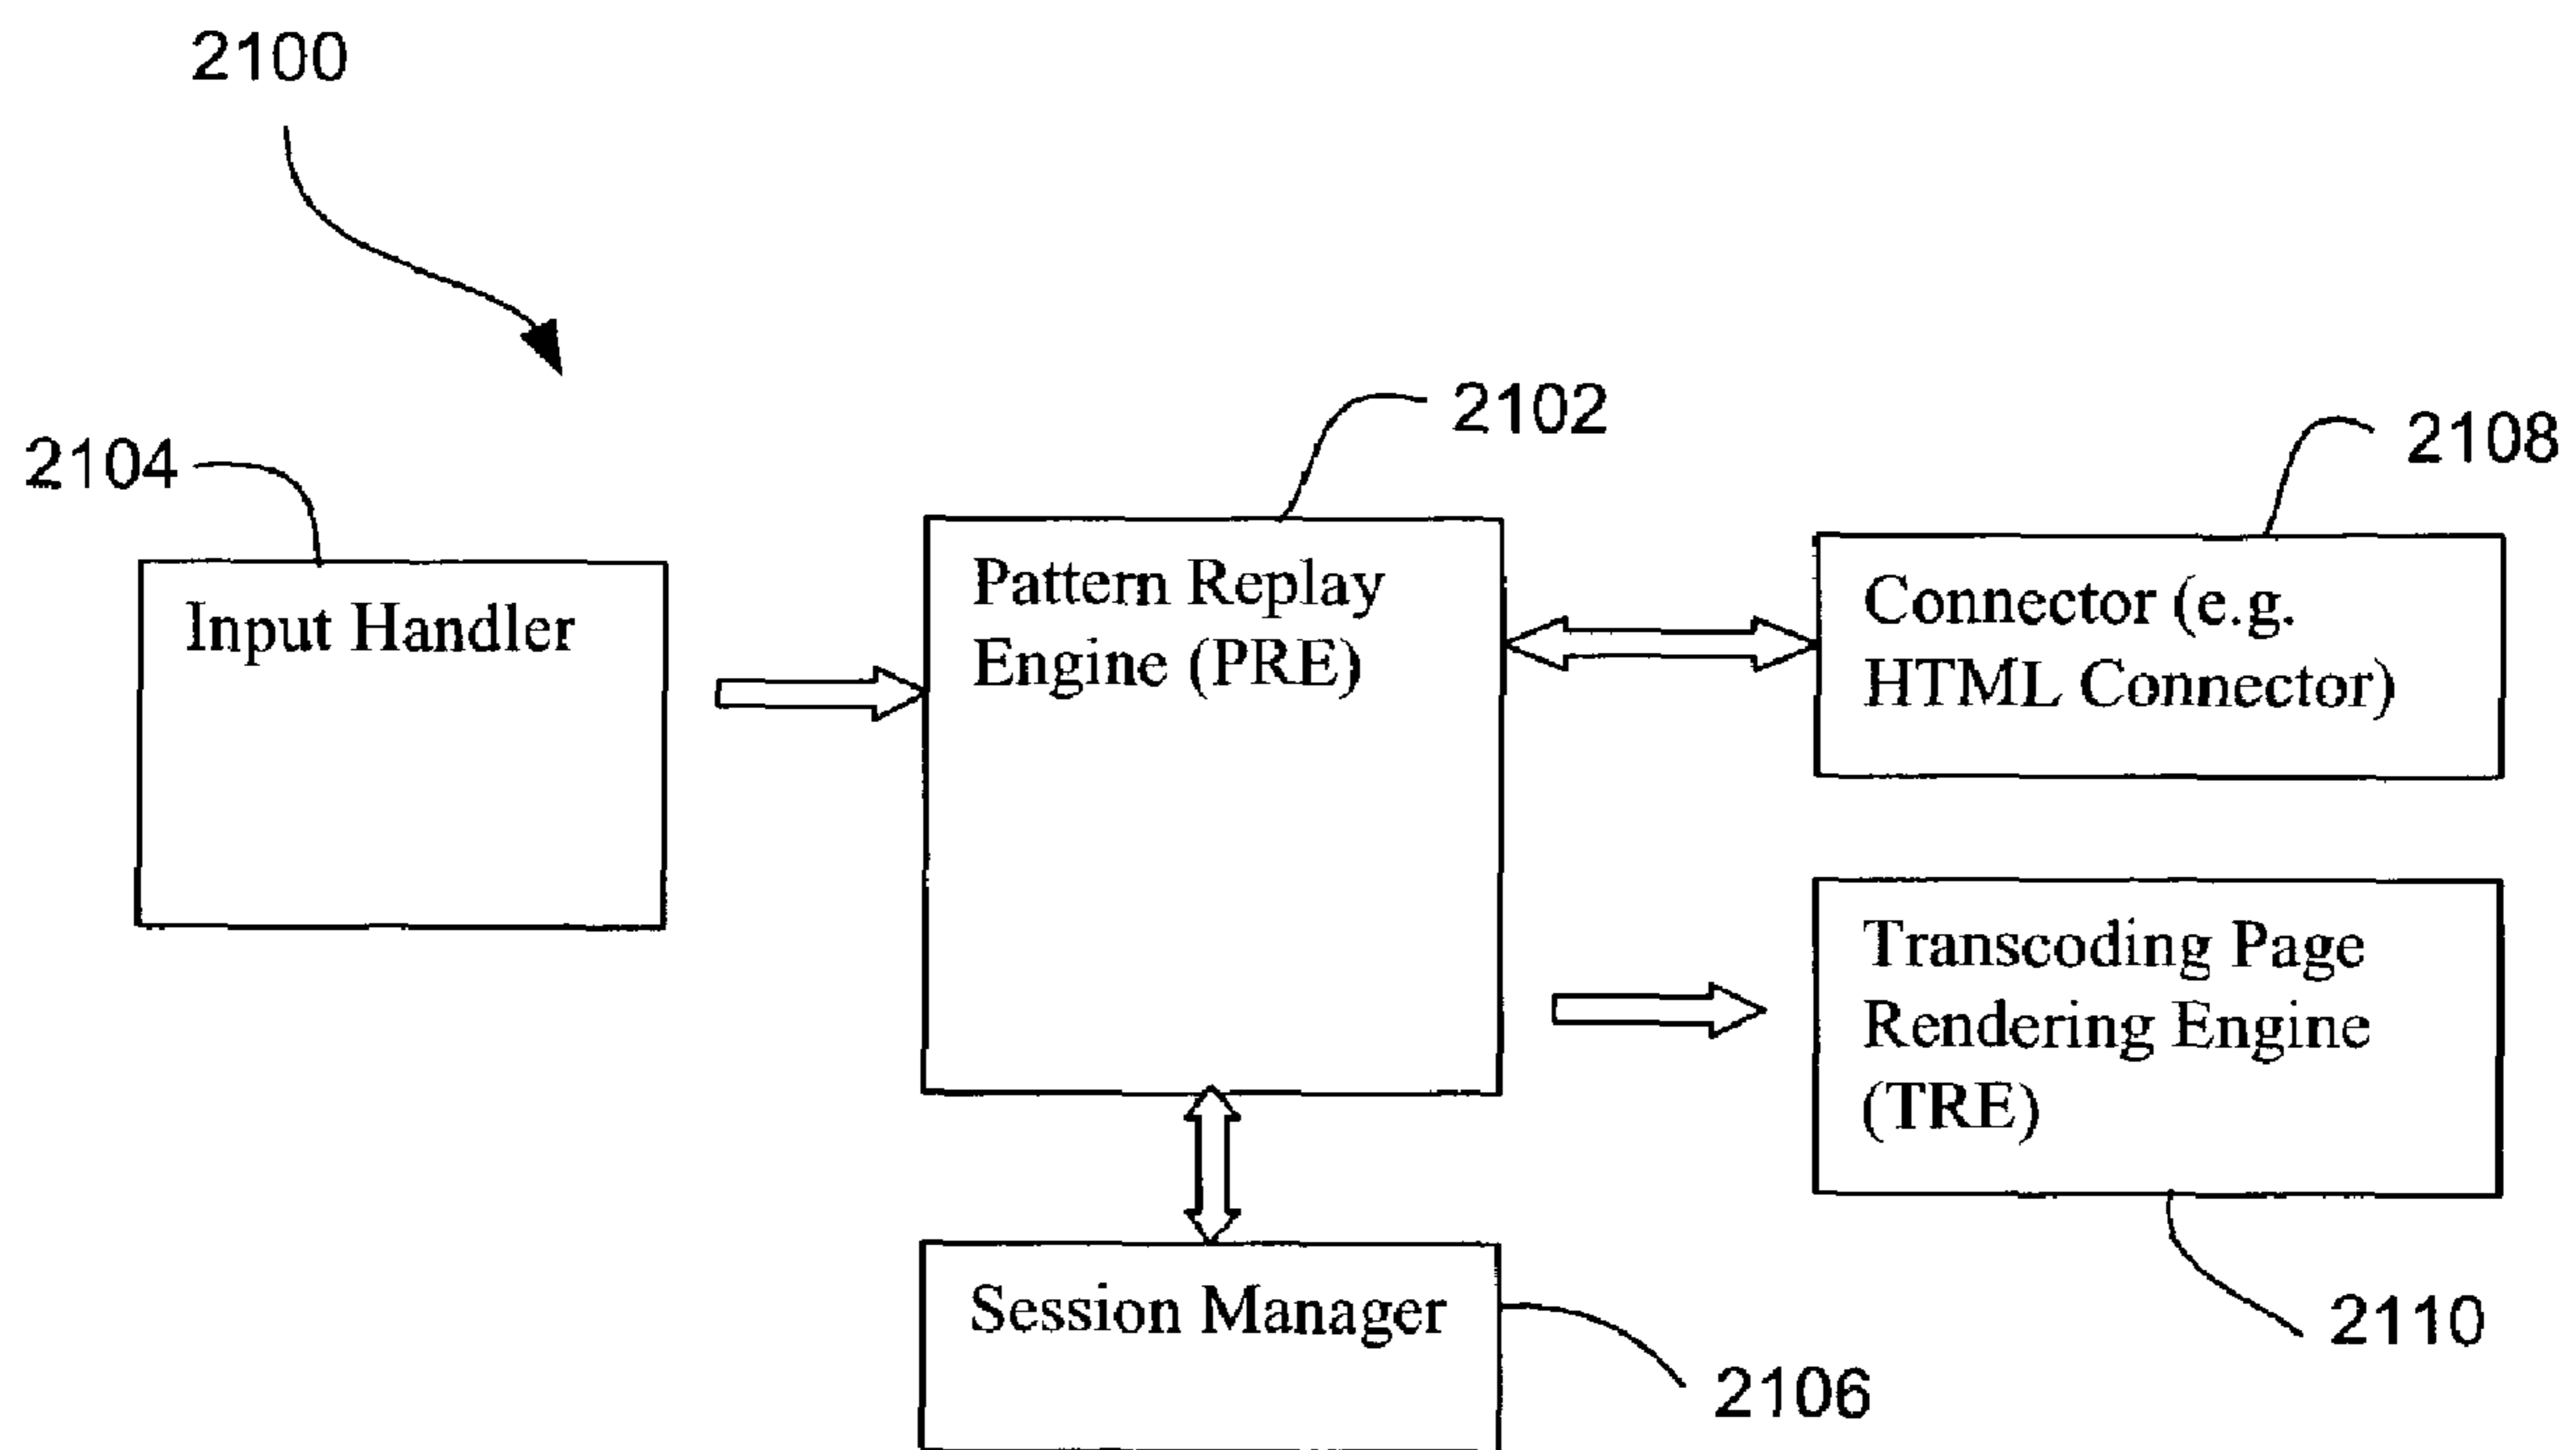 2100
2104
Input Handler
2102
Pattern Replay
Engine (PRE)
2108
Connector (e.g.
HTML Connector)
Transcoding Page
Rendering Engine
(TRE)
2110
Session Manager
2106